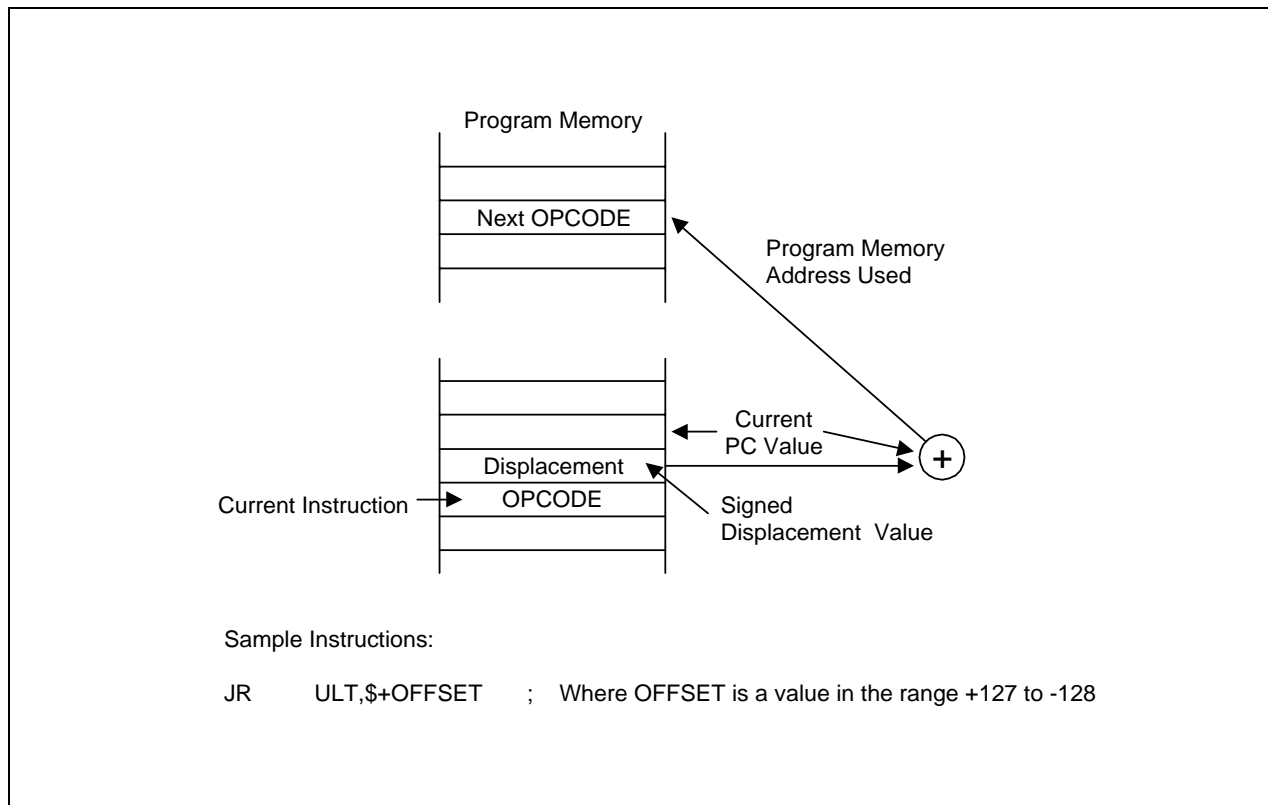 Program Memory
Next OPCODE
Program Memory
Address Used
Current
PC Value
Displacement
Current Instruction
OPCODE
Signed
Displacement Value
+
Sample Instructions:
JR ULT,$+OFFSET ; Where OFFSET is a value in the range +127 to -128